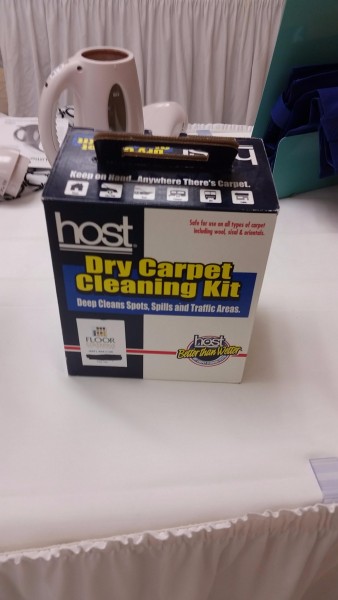 Keep on Hand...Anywhere There's Carpet.
host
Safe for use on all types of carpet
including wool, sisal & orientals.
Dry Carpet
Cleaning Kit
Deep Cleans Spots, Spills and Traffic Areas.
FLOOR
host
Better than Wetter